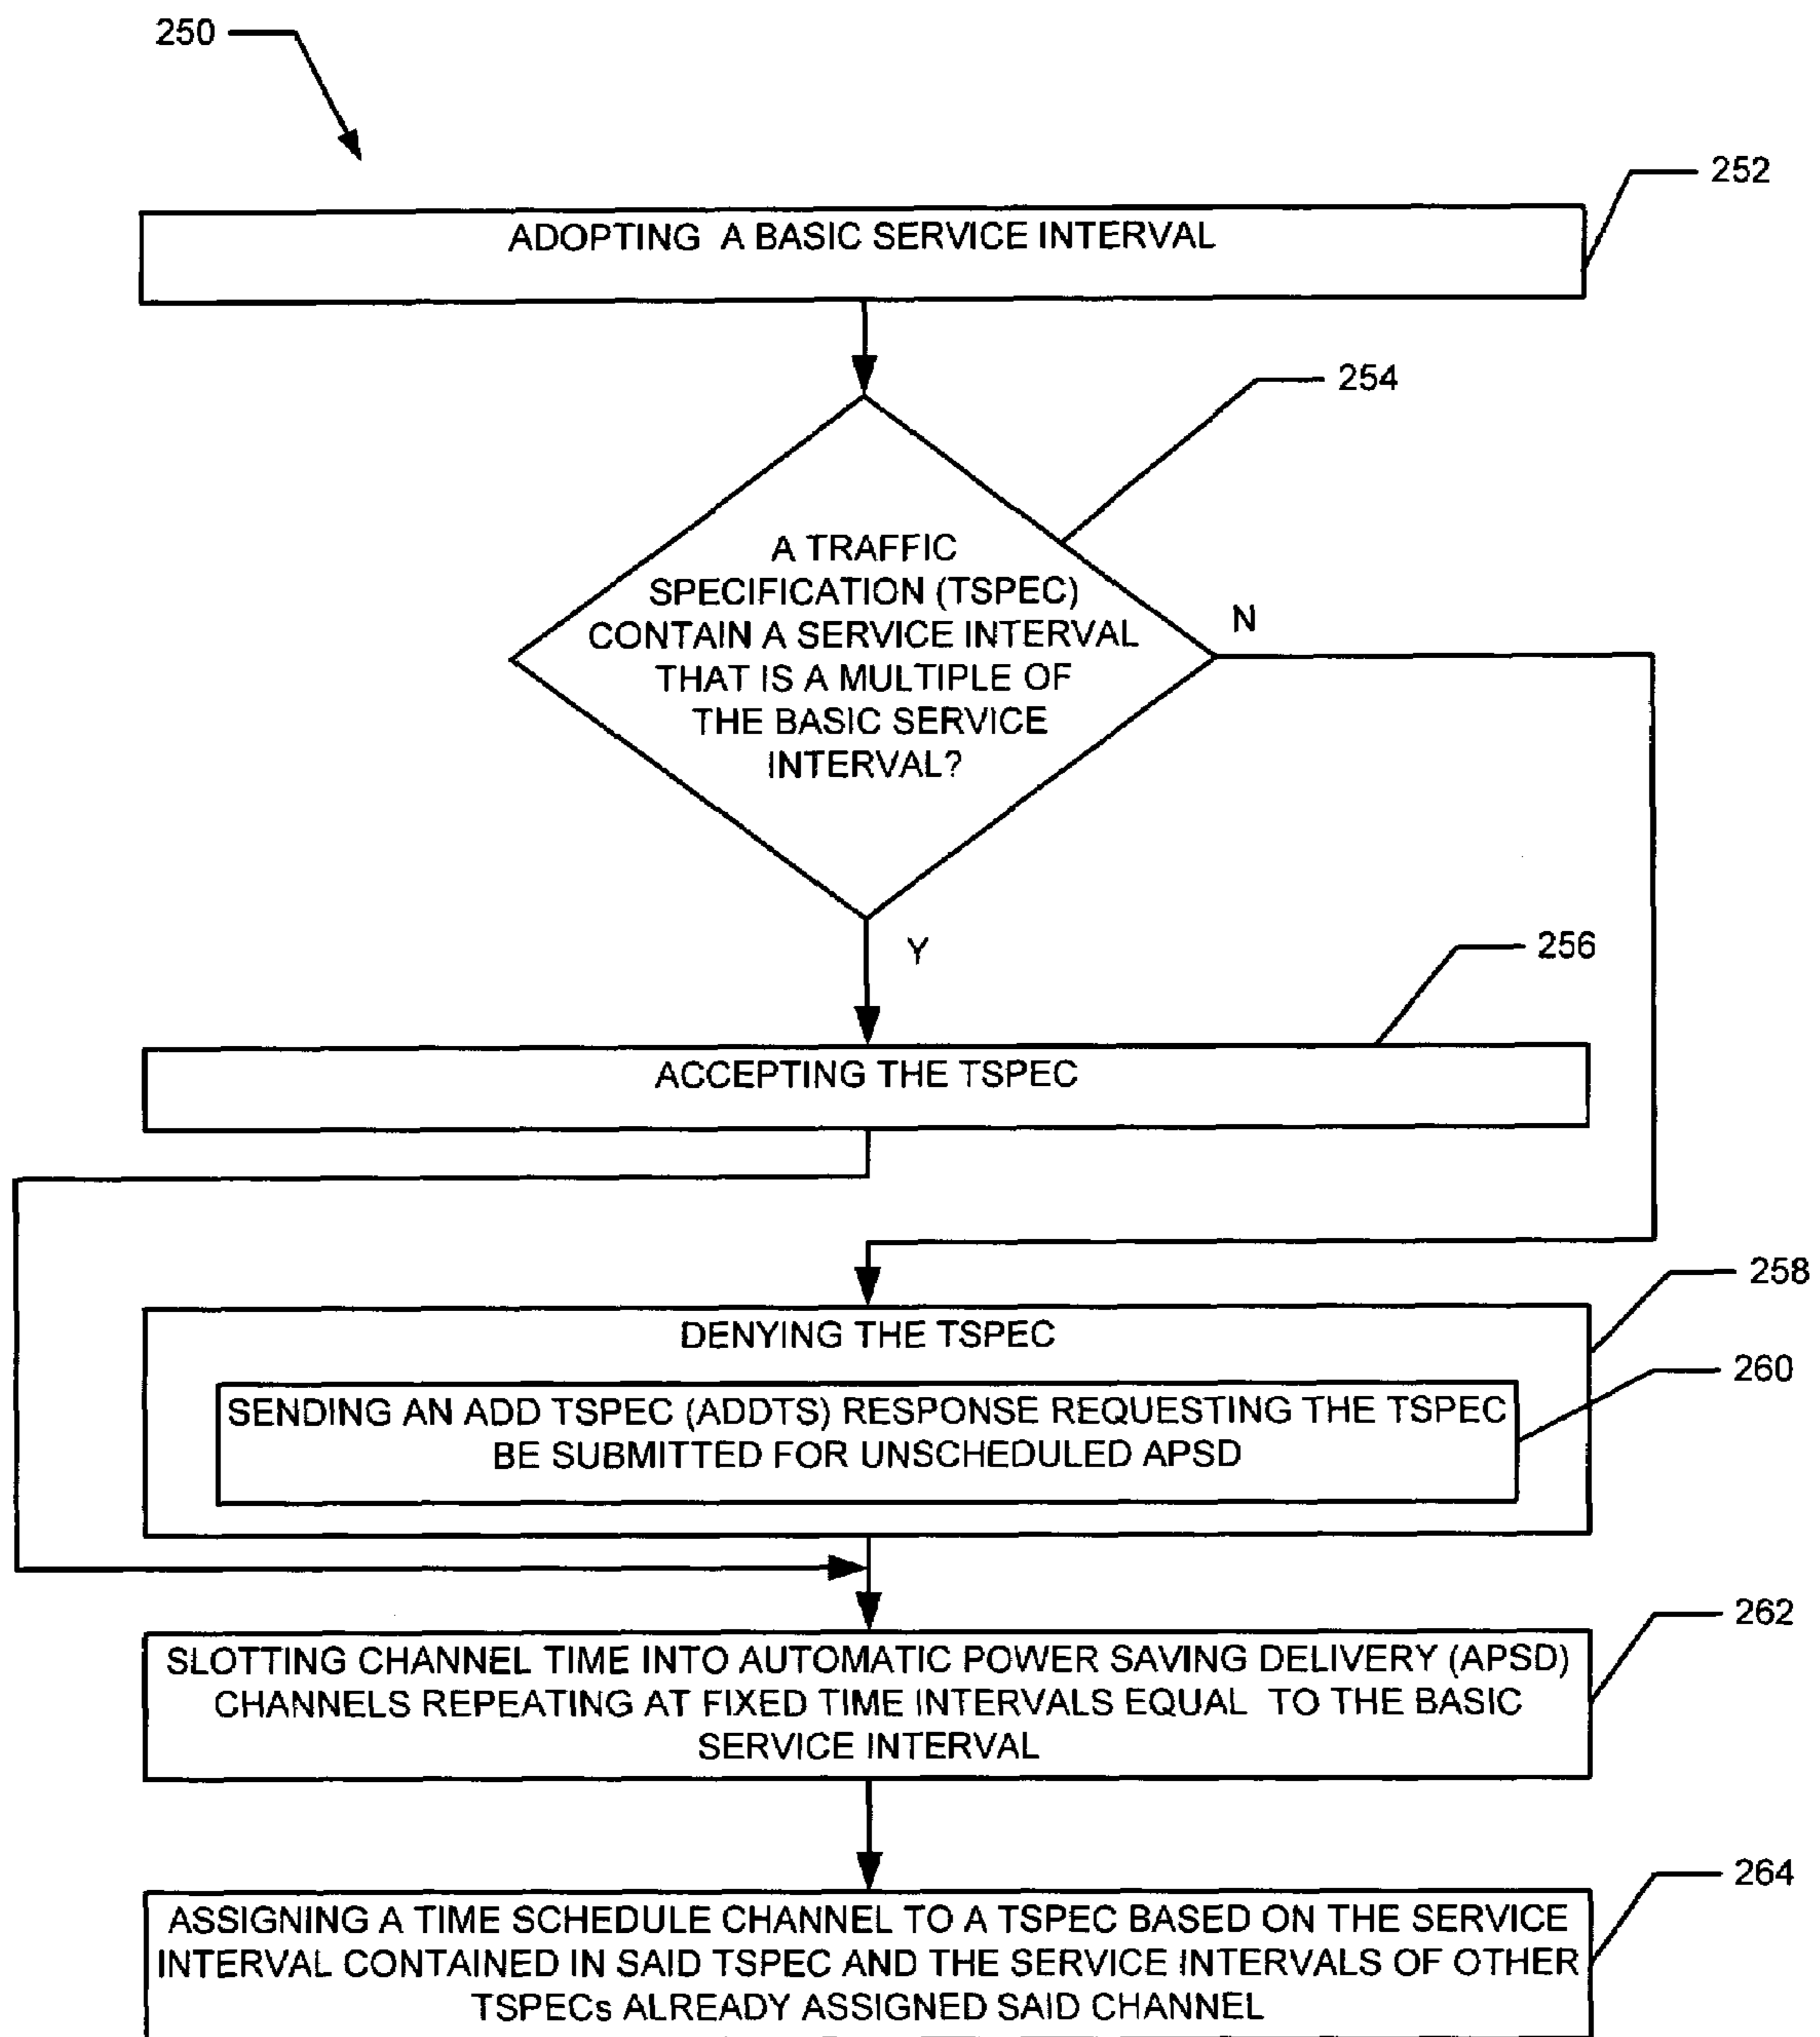 250
252
ADOPTING A BASIC SERVICE INTERVAL
254
A TRAFFIC
SPECIFICATION (TSPEC)
CONTAIN A SERVICE INTERVAL
THAT IS A MULTIPLE OF
THE BASIC SERVICE
INTERVAL?
N
Y
256
ACCEPTING THE TSPEC
258
DENYING THE TSPEC
260
SENDING AN ADD TSPEC (ADDTS) RESPONSE REQUESTING THE TSPEC
BE SUBMITTED FOR UNSCHEDULED APSD
262
SLOTTING CHANNEL TIME INTO AUTOMATIC POWER SAVING DELIVERY (APSD)
CHANNELS REPEATING AT FIXED TIME INTERVALS EQUAL TO THE BASIC
SERVICE INTERVAL
264
ASSIGNING A TIME SCHEDULE CHANNEL TO A TSPEC BASED ON THE SERVICE
INTERVAL CONTAINED IN SAID TSPEC AND THE SERVICE INTERVALS OF OTHER
TSPECs ALREADY ASSIGNED SAID CHANNEL